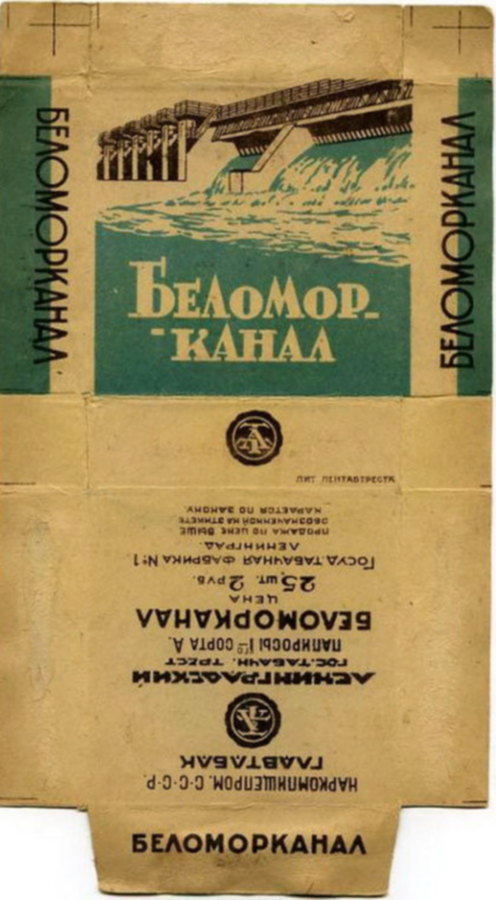 БЕЛОМОРКАНАЛ
БЕЛОМОР-
-КАНАЛ
БЕЛОМОРКАНАЛ
ЛИТ ЛЕНТАБТРЕСТА
НАРКОМПИЩЕПРОМ. С·С·С·Р.
ГЛАВТАБАК
ЛЕНИНГРАДСКИЙ
ГОС. ТАБАЧН. ТРЕСТ
ПАПИРОСЫ 1го СОРТА А.
БЕЛОМОРКАНАЛ
ЦЕНА
25 шт. 2 РУБ.
ГОСУД. ТАБАЧНАЯ ФАБРИКА №1
ЛЕНИНГРАД.
ПРОДАЖА ПО ЦЕНЕ ВЫШЕ
ОБОЗНАЧЕННОЙ НА ЭТИКЕТЕ
КАРАЕТСЯ ПО ЗАКОНУ.
БЕЛОМОРКАНАЛ